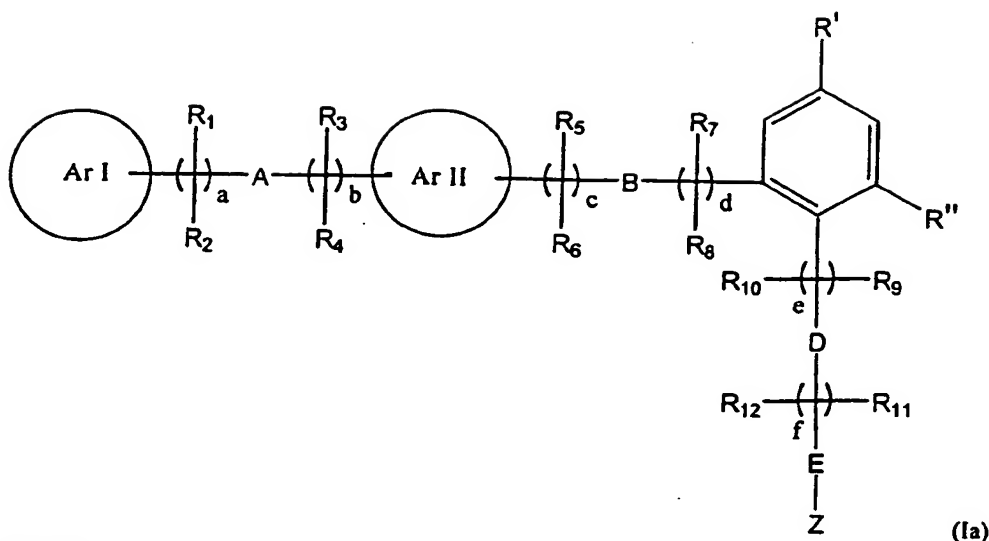 R'
R₁ R₃ R₅ R₇
Ar I a A b Ar II c B d
R₂ R₄ R₆ R₈ R"
R₁₀ e R₉
D
R₁₂ f R₁₁
E
Z (Ia)